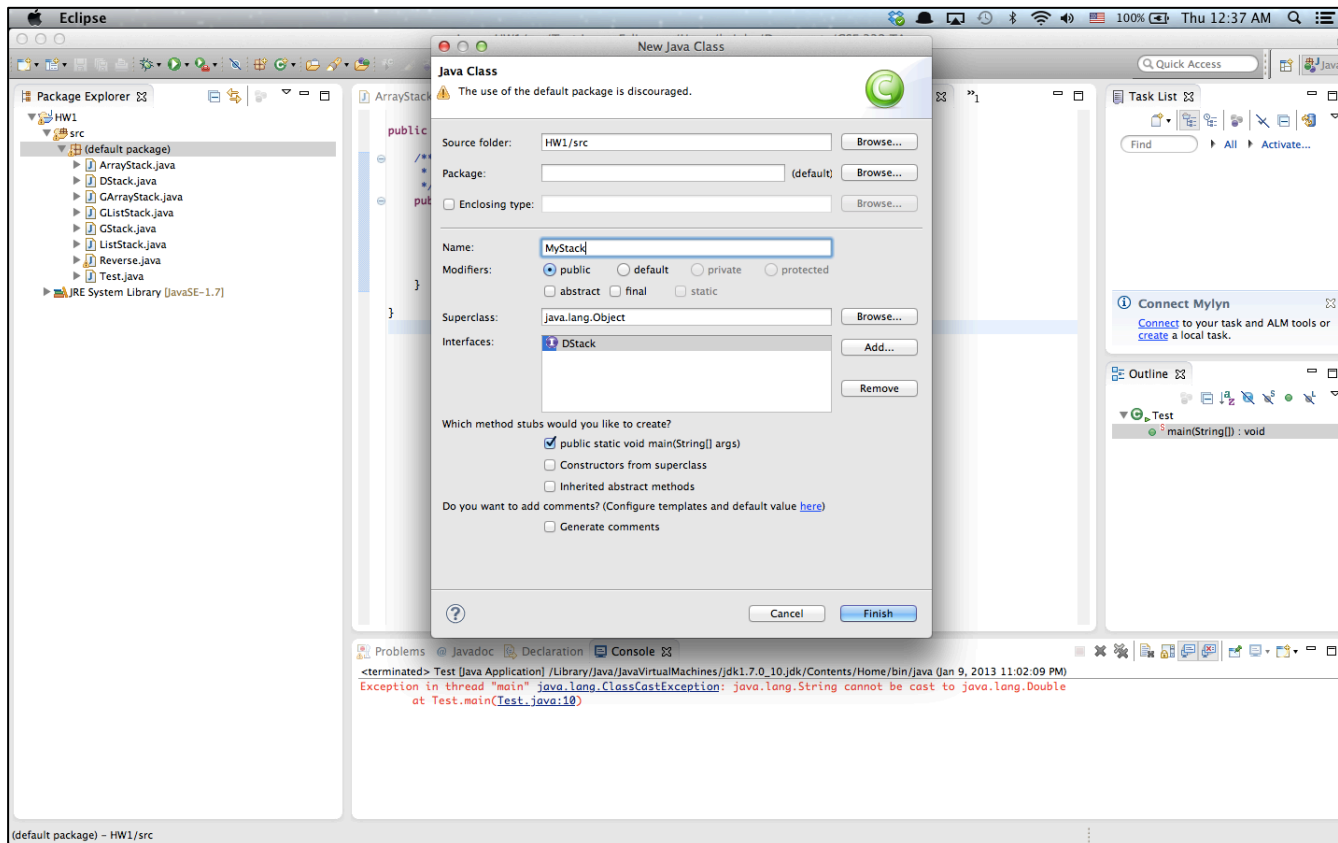 Eclipse
100%
Thu 12:37 AM
New Java Class
Quick Access
Java
Java Class
The use of the default package is discouraged.
Package Explorer
HW1
src
(default package)
ArrayStack.java
DStack.java
GArrayStack.java
GListStack.java
GStack.java
ListStack.java
Reverse.java
Test.java
JRE System Library [JavaSE-1.7]
ArrayStack
»1
public
/**
*
*/
pub
}
}
Source folder: HW1/src Browse...
Package: (default) Browse...
Enclosing type: Browse...
Name: MyStack
Modifiers: public default private protected
abstract final static
Superclass: java.lang.Object Browse...
Interfaces: DStack Add...
Remove
Which method stubs would you like to create?
public static void main(String[] args)
Constructors from superclass
Inherited abstract methods
Do you want to add comments? (Configure templates and default value here)
Generate comments
? Cancel Finish
Task List
Find All Activate...
Connect Mylyn
Connect to your task and ALM tools or
create a local task.
Outline
Test
main(String[]) : void
Problems @ Javadoc Declaration Console
<terminated> Test [Java Application] /Library/Java/JavaVirtualMachines/jdk1.7.0_10.jdk/Contents/Home/bin/java (Jan 9, 2013 11:02:09 PM)
Exception in thread "main" java.lang.ClassCastException: java.lang.String cannot be cast to java.lang.Double
at Test.main(Test.java:10)
(default package) - HW1/src